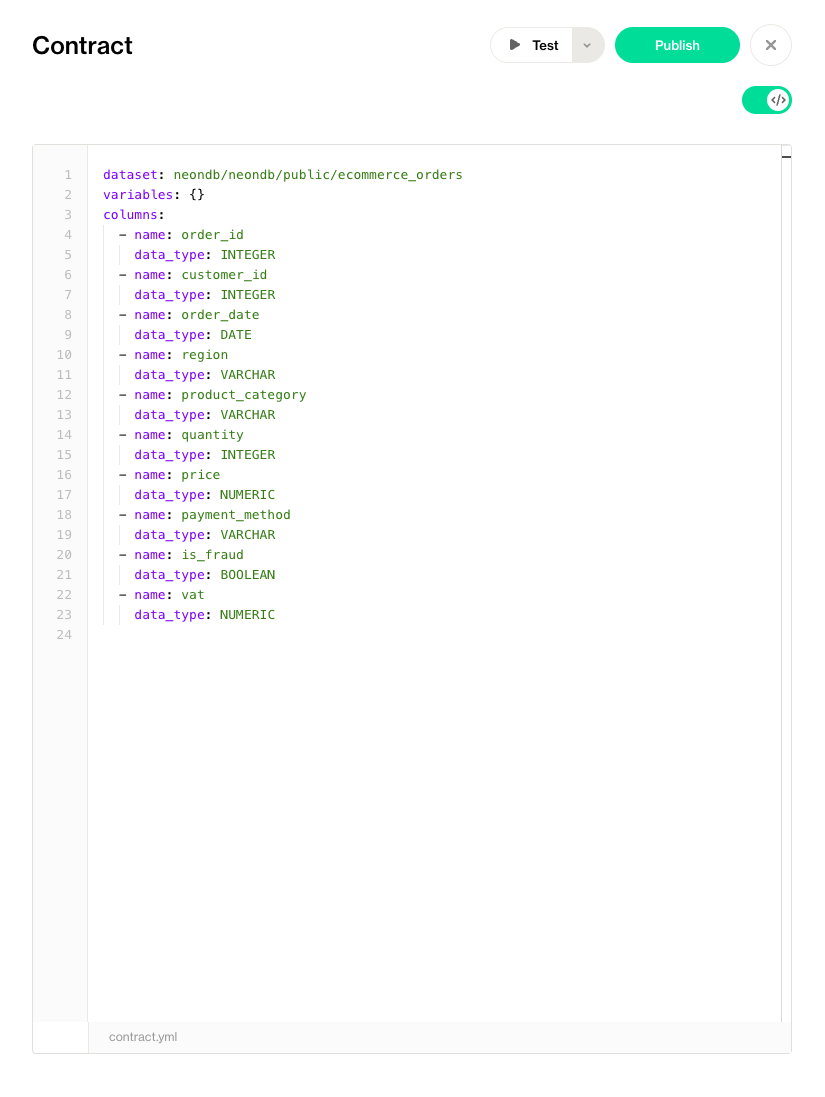 Contract
Test
Publish
1 dataset: neondb/neondb/public/ecommerce_orders
2 variables: {}
3 columns:
4   - name: order_id
5     data_type: INTEGER
6   - name: customer_id
7     data_type: INTEGER
8   - name: order_date
9     data_type: DATE
10   - name: region
11     data_type: VARCHAR
12   - name: product_category
13     data_type: VARCHAR
14   - name: quantity
15     data_type: INTEGER
16   - name: price
17     data_type: NUMERIC
18   - name: payment_method
19     data_type: VARCHAR
20   - name: is_fraud
21     data_type: BOOLEAN
22   - name: vat
23     data_type: NUMERIC
24
contract.yml